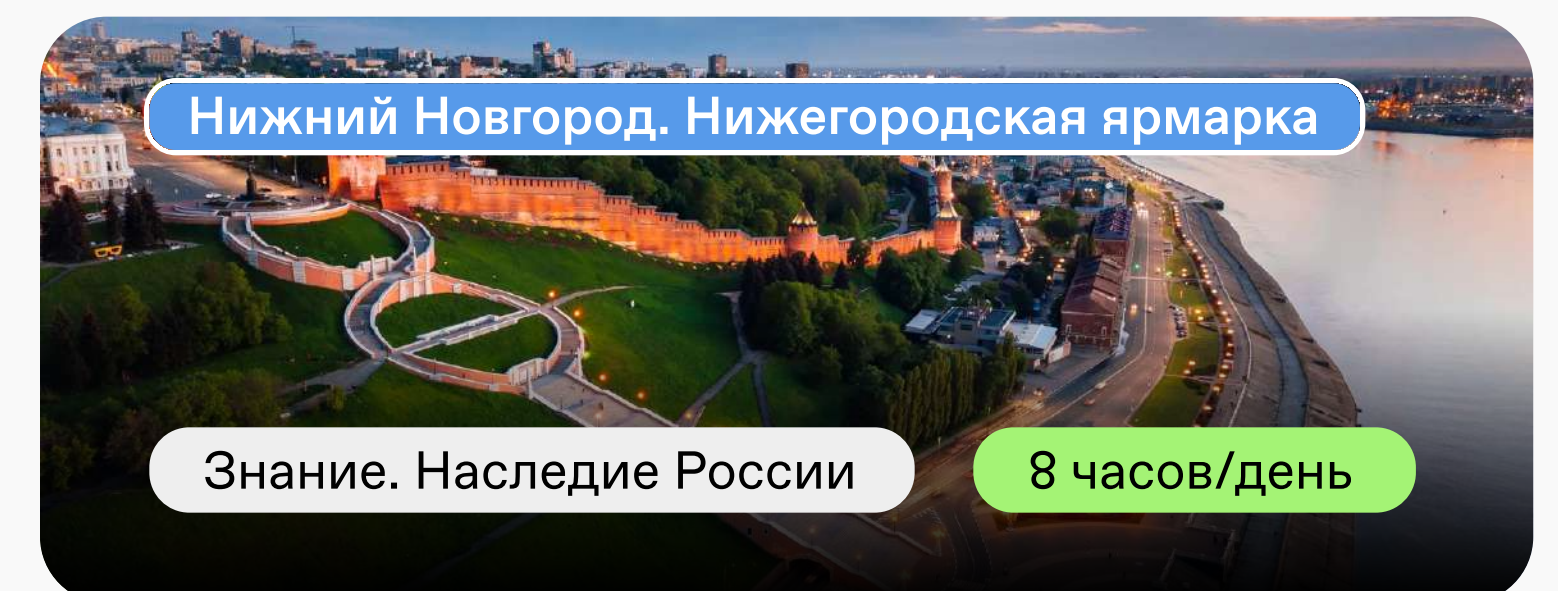 Нижний Новгород. Нижегородская ярмарка
Знание. Наследие России
8 часов/день